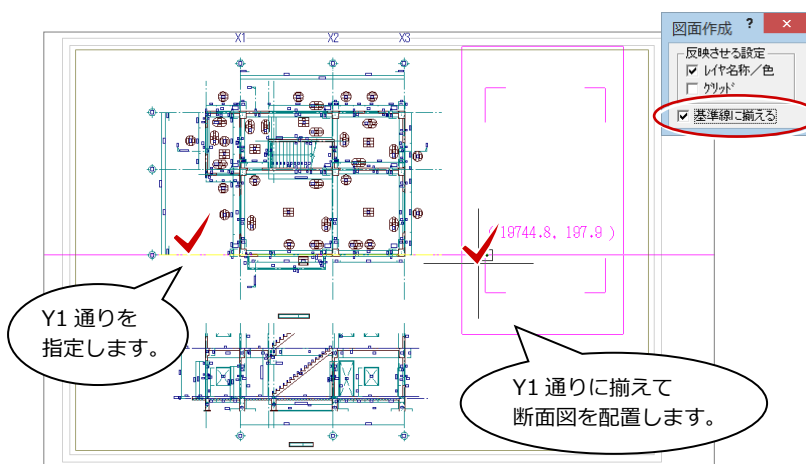 図面作成 ? ×
反映させる設定
レイヤ名称／色
グリッド
基準線に揃える
X1 X2 X3
( 19744.8, 197.9 )
Y1 通りを
指定します。
Y1 通りに揃えて
断面図を配置します。